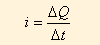 i = ΔQ / Δt